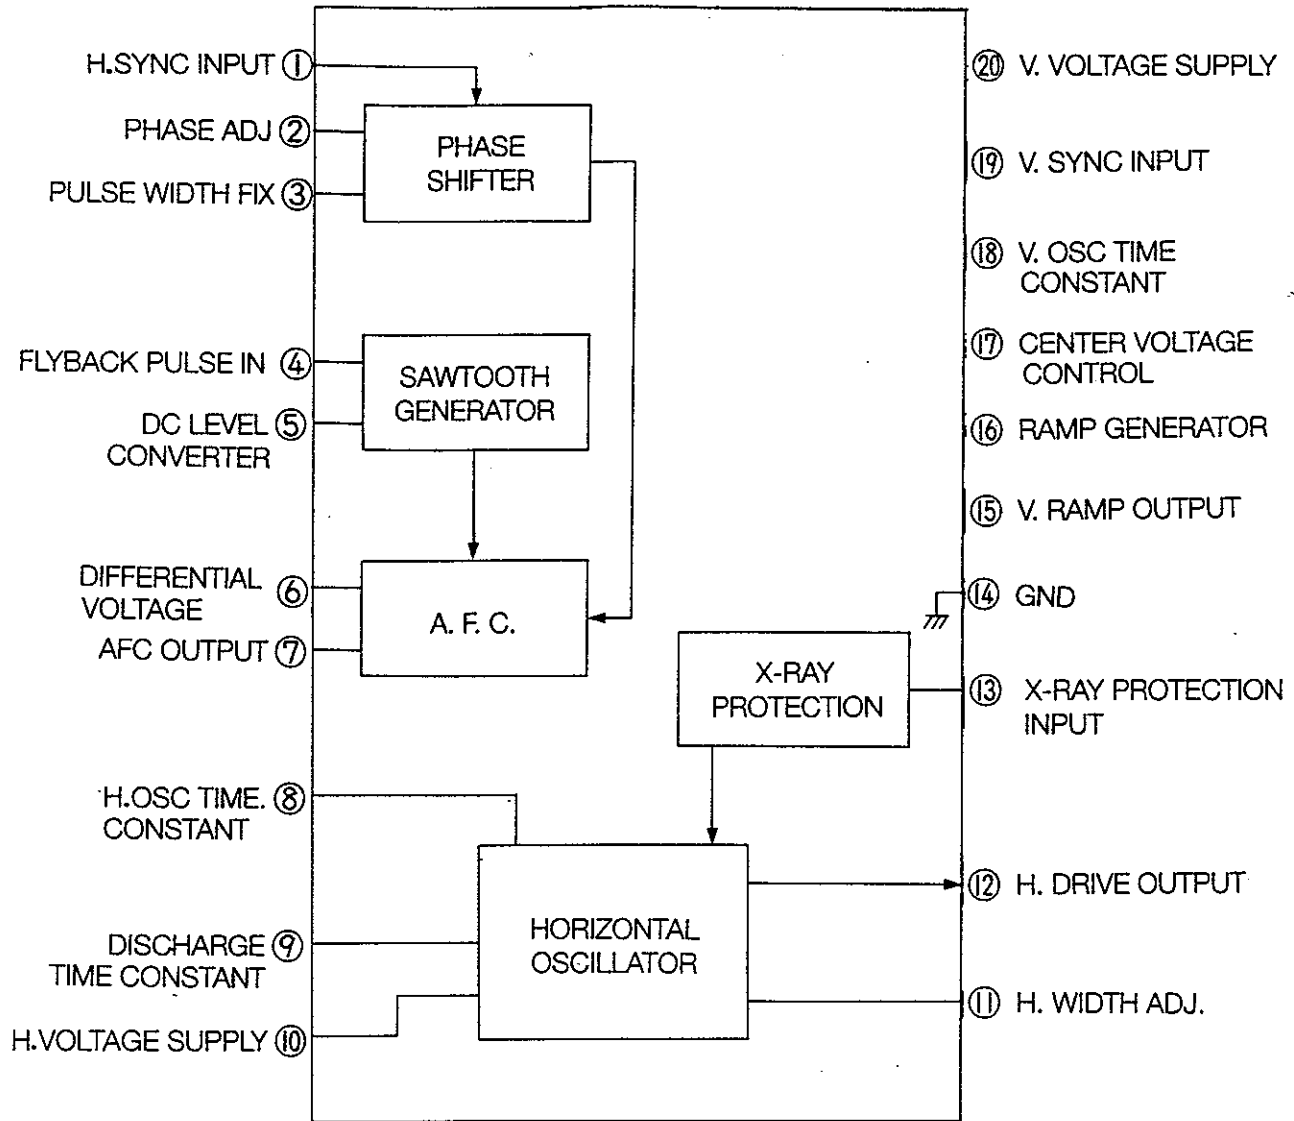 H.SYNC INPUT ①
PHASE ADJ ②
PULSE WIDTH FIX ③
FLYBACK PULSE IN ④
DC LEVEL ⑤
CONVERTER
DIFFERENTIAL ⑥
VOLTAGE
AFC OUTPUT ⑦
H.OSC TIME. ⑧
CONSTANT
DISCHARGE ⑨
TIME CONSTANT
H.VOLTAGE SUPPLY ⑩
PHASE
SHIFTER
SAWTOOTH
GENERATOR
A. F. C.
X-RAY
PROTECTION
HORIZONTAL
OSCILLATOR
⑳ V. VOLTAGE SUPPLY
⑲ V. SYNC INPUT
⑱ V. OSC TIME
CONSTANT
⑰ CENTER VOLTAGE
CONTROL
⑯ RAMP GENERATOR
⑮ V. RAMP OUTPUT
⑭ GND
⑬ X-RAY PROTECTION
INPUT
⑫ H. DRIVE OUTPUT
⑪ H. WIDTH ADJ.